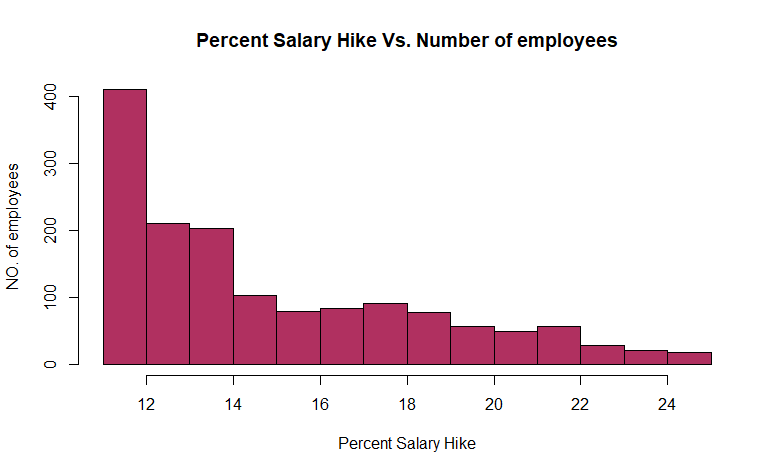 Percent Salary Hike Vs. Number of employees
NO. of employees
400
300
200
100
0
12 14 16 18 20 22 24
Percent Salary Hike